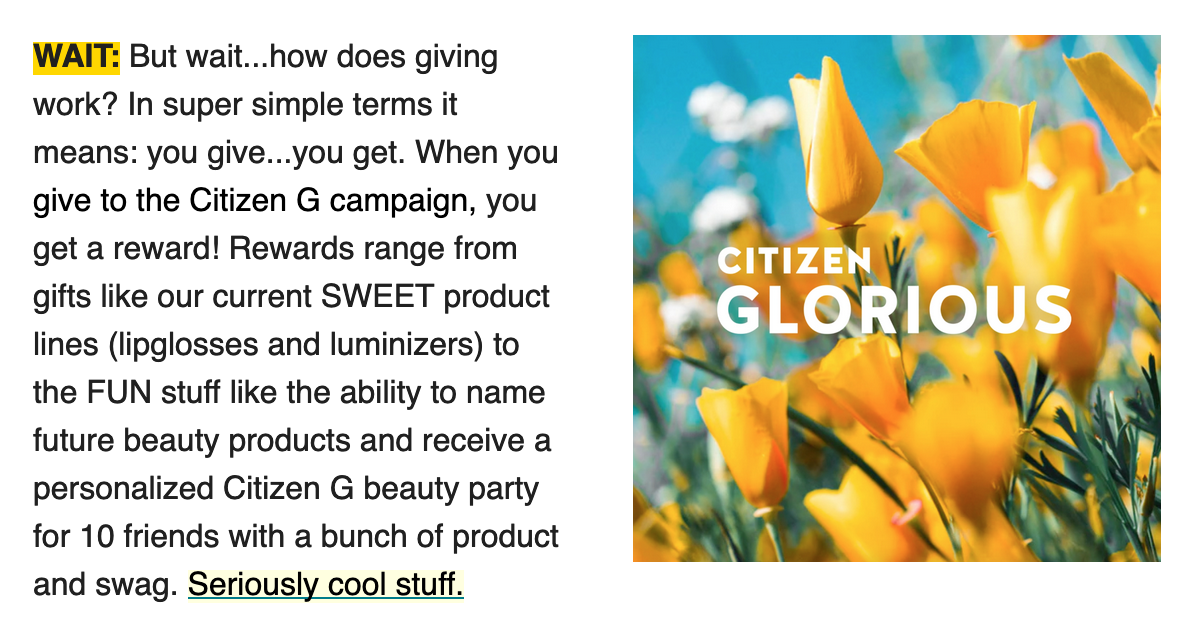 WAIT: But wait...how does giving
work? In super simple terms it
means: you give...you get. When you
give to the Citizen G campaign, you
get a reward! Rewards range from
gifts like our current SWEET product
lines (lipglosses and luminizers) to
the FUN stuff like the ability to name
future beauty products and receive a
personalized Citizen G beauty party
for 10 friends with a bunch of product
and swag. Seriously cool stuff.
CITIZEN
GLORIOUS